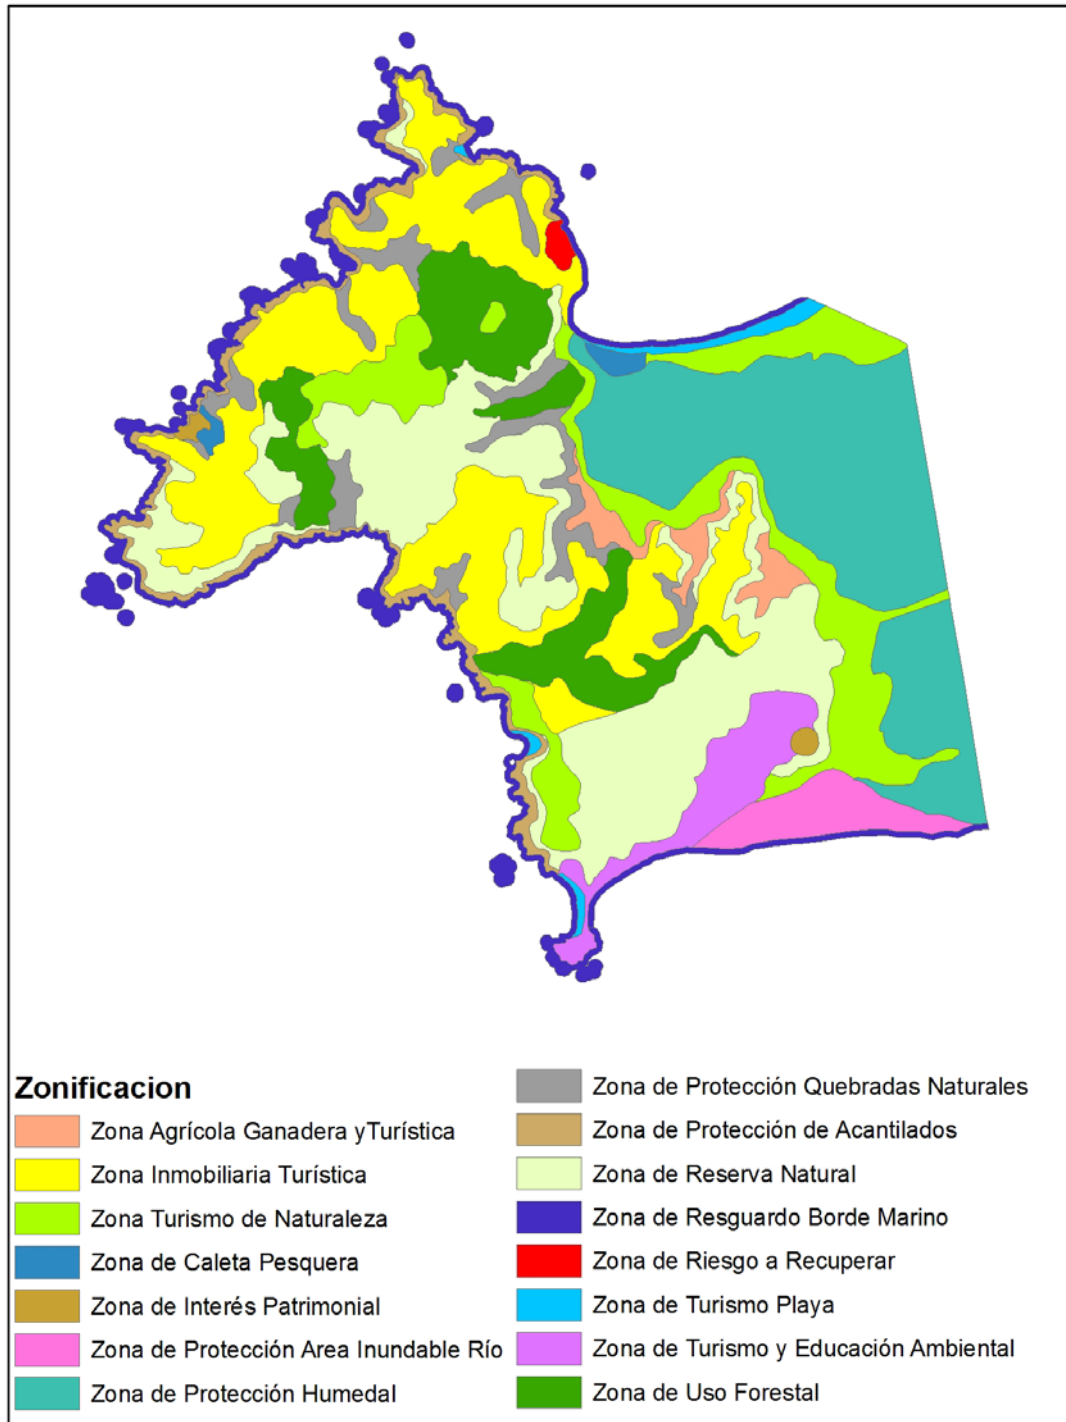 Zonificacion
Zona Agrícola Ganadera yTurística
Zona Inmobiliaria Turística
Zona Turismo de Naturaleza
Zona de Caleta Pesquera
Zona de Interés Patrimonial
Zona de Protección Area Inundable Río
Zona de Protección Humedal
Zona de Protección Quebradas Naturales
Zona de Protección de Acantilados
Zona de Reserva Natural
Zona de Resguardo Borde Marino
Zona de Riesgo a Recuperar
Zona de Turismo Playa
Zona de Turismo y Educación Ambiental
Zona de Uso Forestal